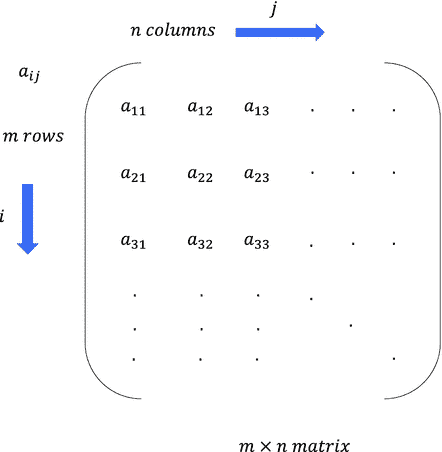 j
n columns
a_{ij}
a_{11} a_{12} a_{13} . . .
m rows
a_{21} a_{22} a_{23} . . .
i
a_{31} a_{32} a_{33} . . .
. . . .
. . . .
. . . .
m × n matrix